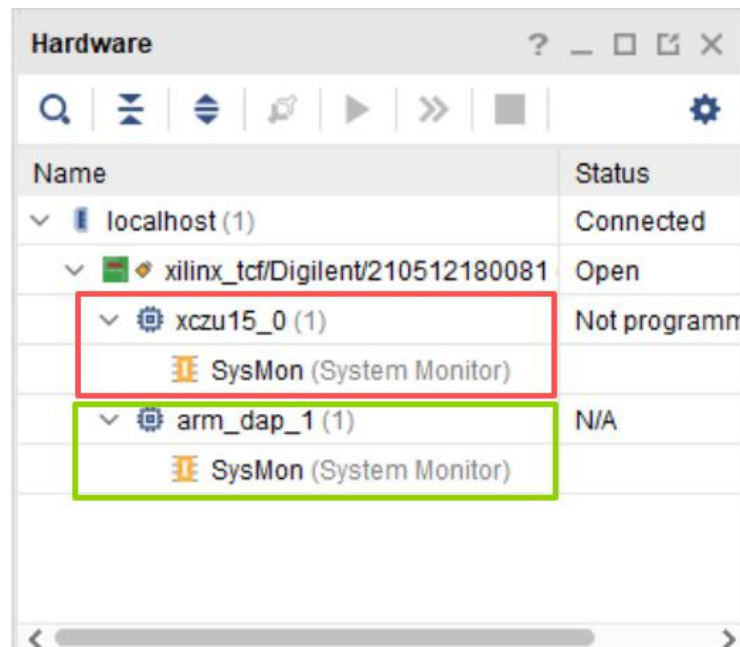 Hardware ?
Name Status
localhost (1) Connected
xilinx_tcf/Digilent/210512180081 Open
xczu15_0 (1) Not programm
SysMon (System Monitor)
arm_dap_1 (1) N/A
SysMon (System Monitor)